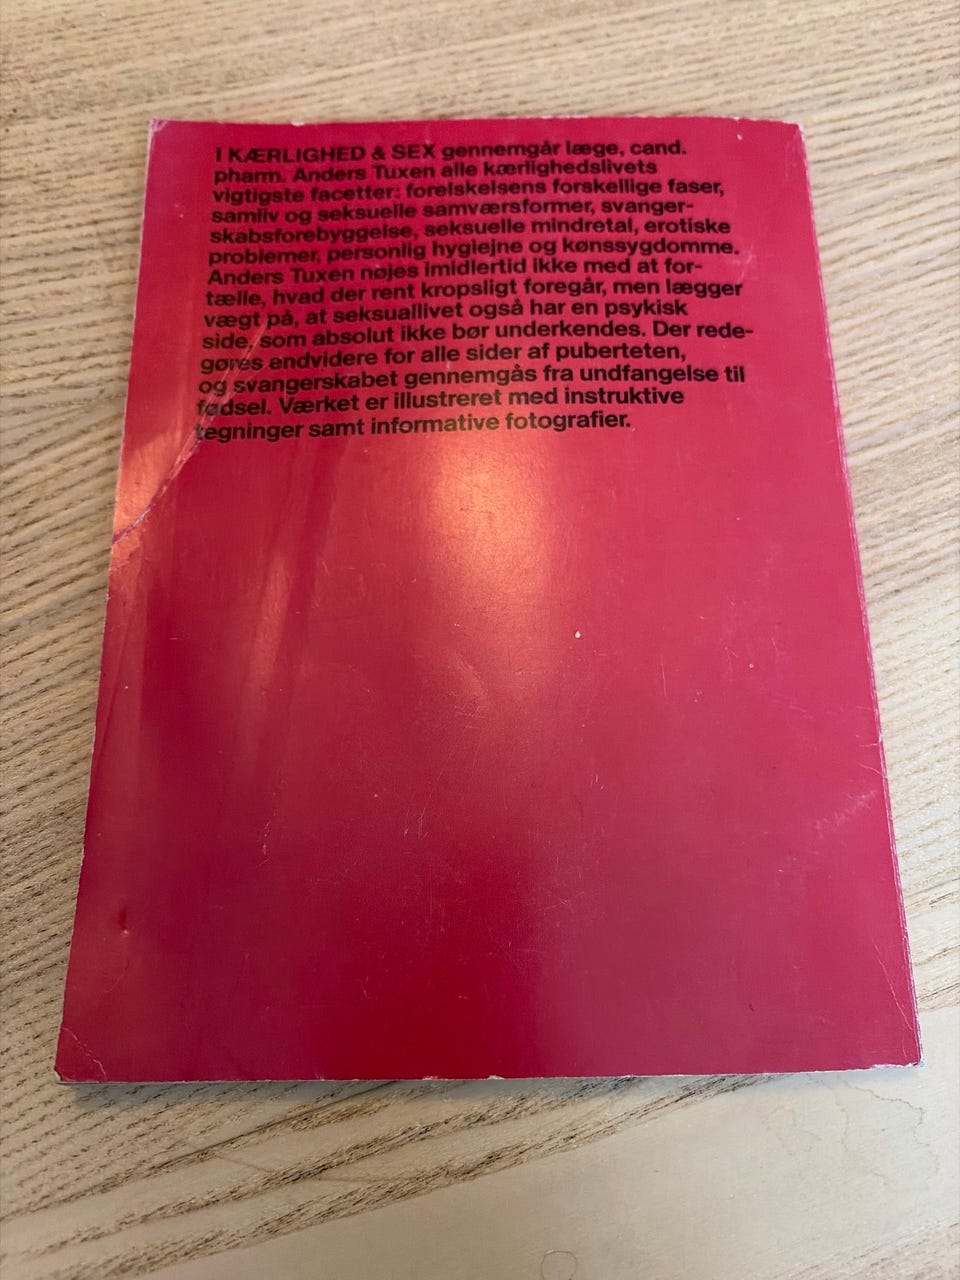 I KÆRLIGHED & SEX gennemgår læge, cand.
pharm. Anders Tuxen alle kærlighedslivets
vigtigste facetter: forelskelsens forskellige faser,
samliv og seksuelle samværsformer, svanger-
skabsforebyggelse, seksuelle mindretal, erotiske
problemer, personlig hygiejne og kønssygdomme.
Anders Tuxen nøjes imidlertid ikke med at for-
tælle, hvad der rent kropsligt foregår, men lægger
vægt på, at seksuallivet også har en psykisk
side, som absolut ikke bør underkendes. Der rede-
gøres endvidere for alle sider af puberteten,
og svangerskabet gennemgås fra undfangelse til
fødsel. Værket er illustreret med instruktive
tegninger samt informative fotografier.